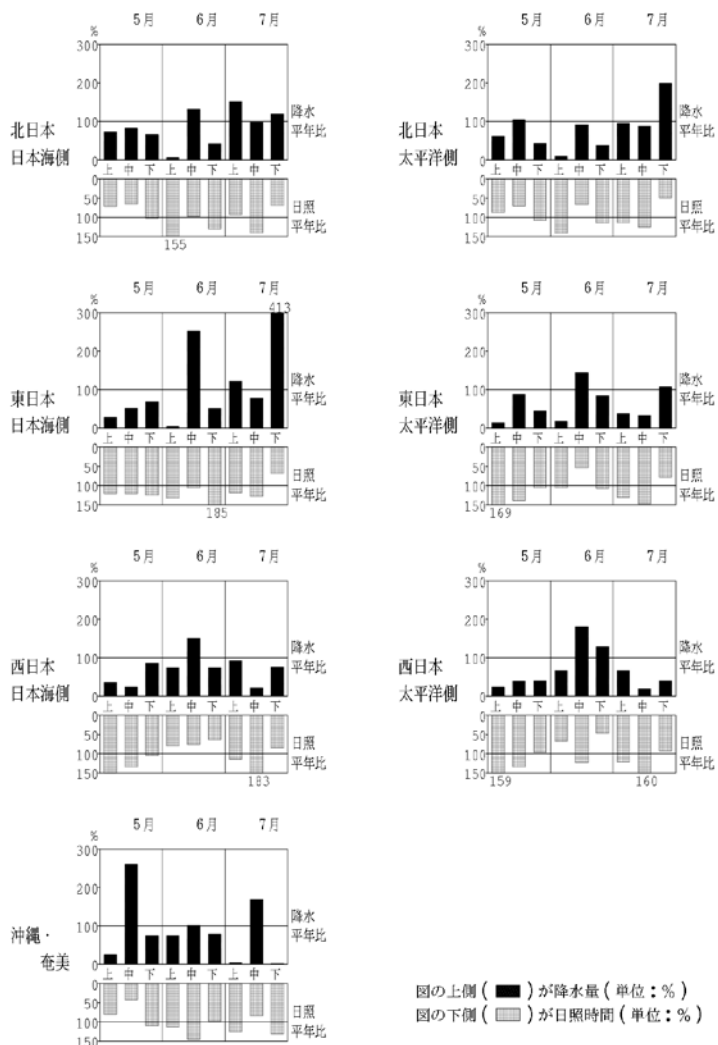 5月 6月 7月
%
300
200
100
0
北日本
日本海側
降水
平年比
上 中 下 上 中 下 上 中 下
0
50
100
150
日照
平年比
155
5月 6月 7月
%
300
200
100
0
北日本
太平洋側
降水
平年比
上 中 下 上 中 下 上 中 下
0
50
100
150
日照
平年比
5月 6月 7月
413
%
300
200
100
0
東日本
日本海側
降水
平年比
上 中 下 上 中 下 上 中 下
0
50
100
150
日照
平年比
185
5月 6月 7月
%
300
200
100
0
東日本
太平洋側
降水
平年比
上 中 下 上 中 下 上 中 下
0
50
100
150
日照
平年比
169
5月 6月 7月
%
300
200
100
0
西日本
日本海側
降水
平年比
上 中 下 上 中 下 上 中 下
0
50
100
150
日照
平年比
183
5月 6月 7月
%
300
200
100
0
西日本
太平洋側
降水
平年比
上 中 下 上 中 下 上 中 下
0
50
100
150
日照
平年比
159 160
5月 6月 7月
%
300
200
100
0
沖縄・
奄美
降水
平年比
上 中 下 上 中 下 上 中 下
0
50
100
150
日照
平年比
図の上側( )が降水量(単位:%)
図の下側( )が日照時間(単位:%)